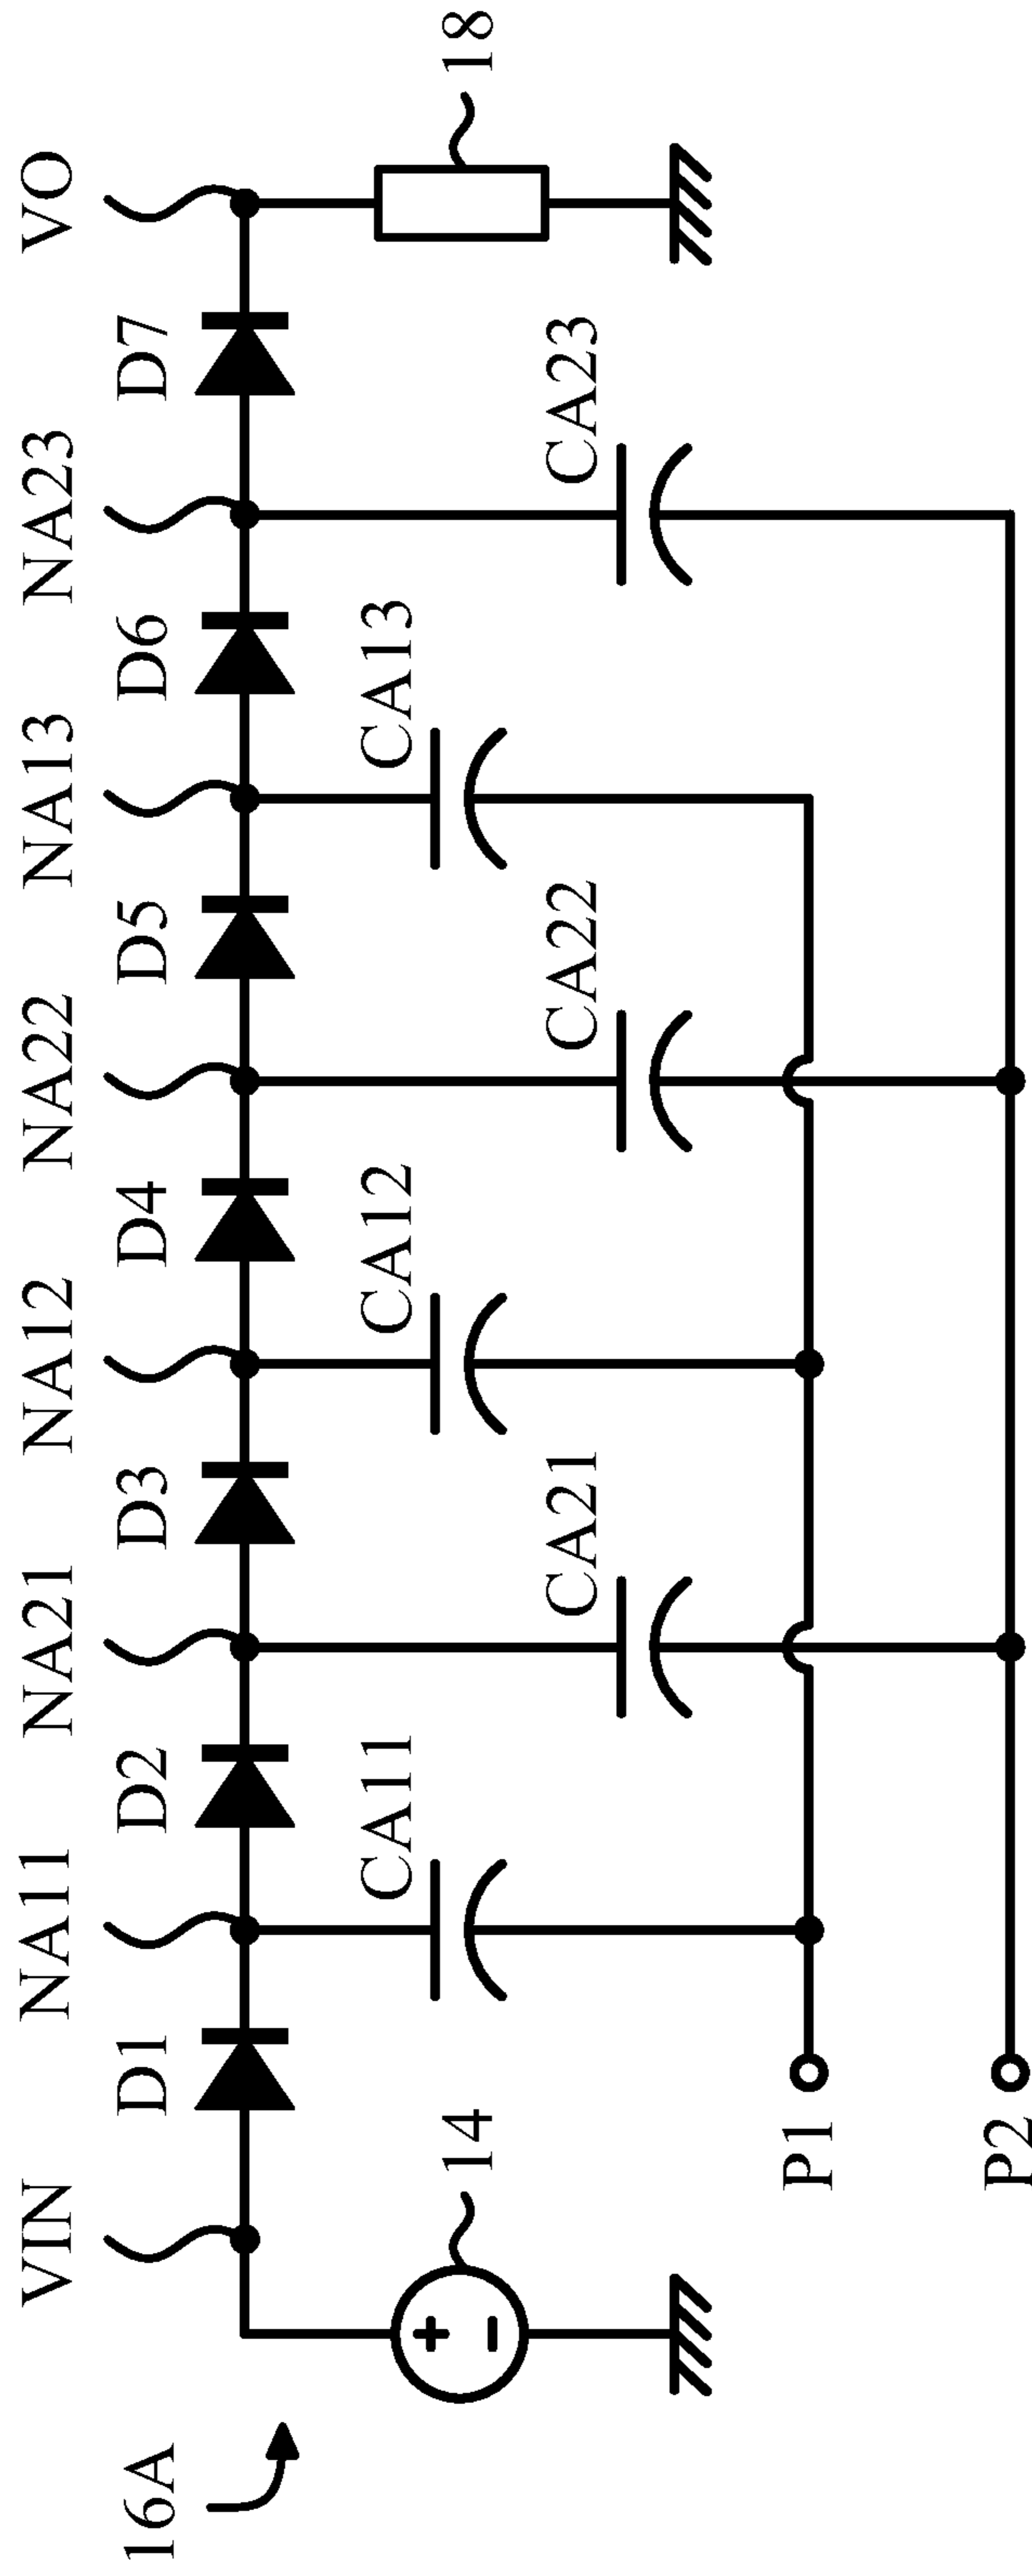 16A
VIN
NA11
NA21
NA12
NA22
NA13
NA23
VO
D1
D2
D3
D4
D5
D6
D7
CA11
CA12
CA13
14
18
+
-
CA21
CA22
CA23
P1
P2